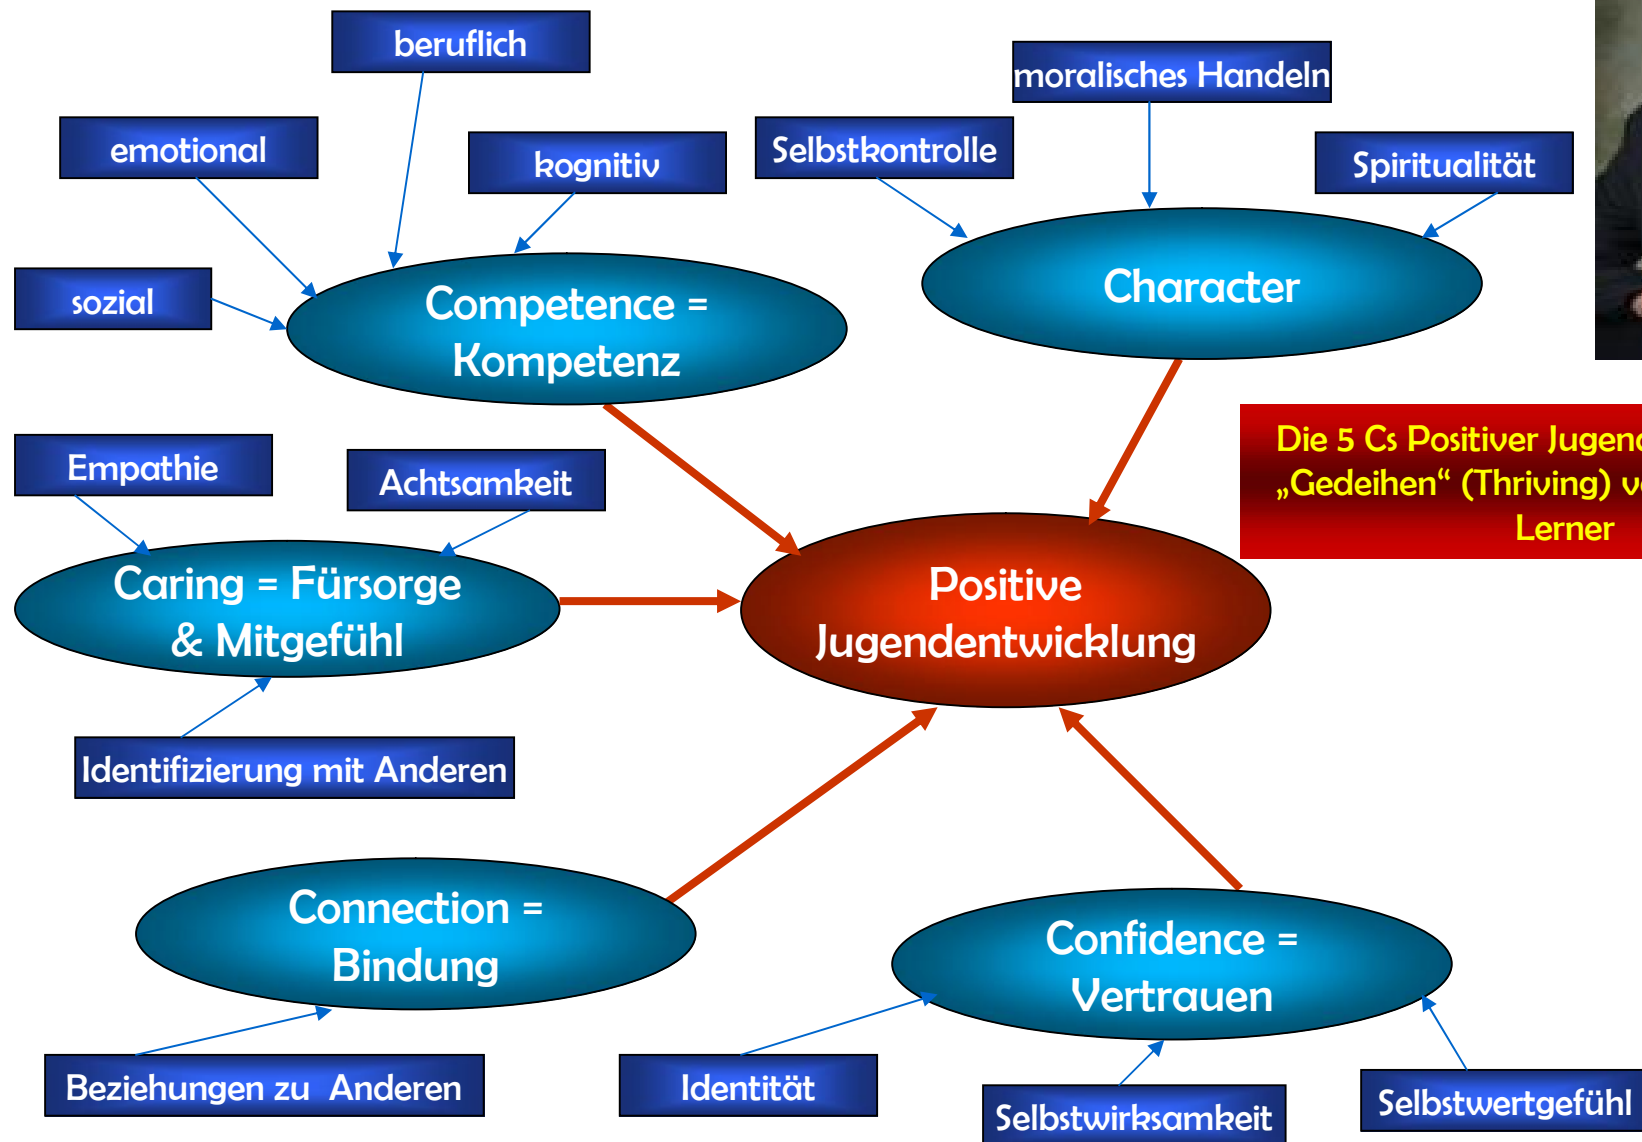 beruflich
moralisches Handeln
emotional
kognitiv
Selbstkontrolle
Spiritualität
sozial
Competence =
Kompetenz
Character
Empathie
Achtsamkeit
Die 5 Cs Positiver
„Gedeihen“ (Thriving)
Lerner
Caring = Fürsorge
& Mitgefühl
Positive
Jugendentwicklung
Identifizierung mit Anderen
Connection =
Bindung
Confidence =
Vertrauen
Beziehungen zu Anderen
Identität
Selbstwirksamkeit
Selbstwertgefühl